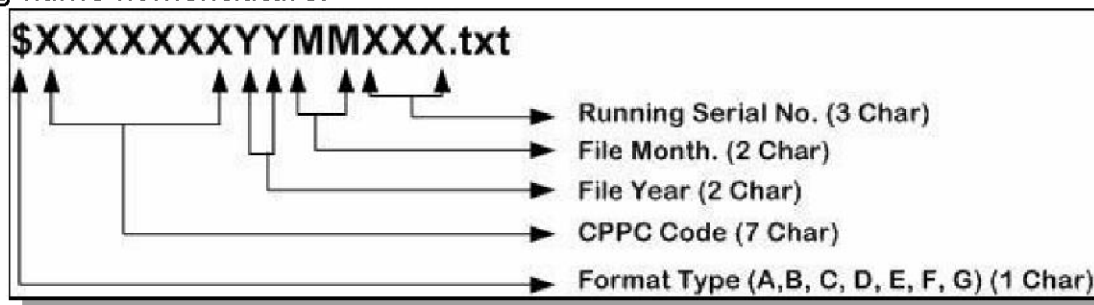 $XXXXXXXYYMMXXX.txt
Running Serial No. (3 Char)
File Month. (2 Char)
File Year (2 Char)
CPPC Code (7 Char)
Format Type (A,B, C, D, E, F, G) (1 Char)